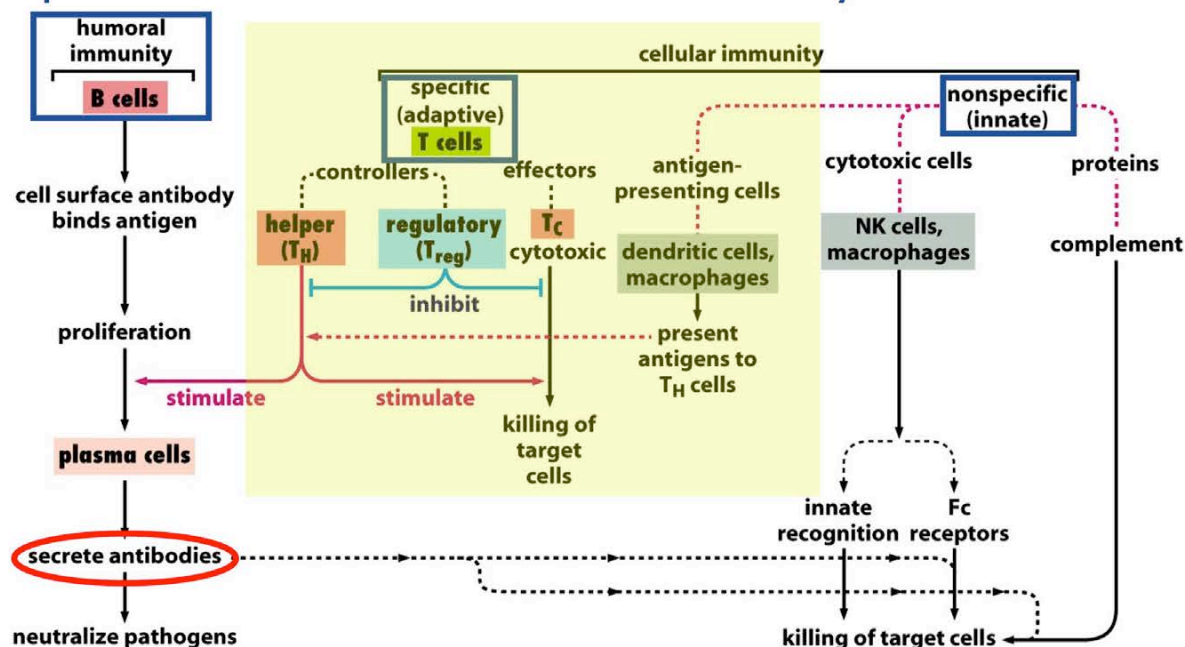 humoral
immunity
B cells
cell surface antibody
binds antigen
proliferation
stimulate
plasma cells
secrete antibodies
neutralize pathogens
cellular immunity
specific
(adaptive)
T cells
controllers
effectors
helper
(TH)
regulatory
(Treg)
TC
cytotoxic
inhibit
stimulate
killing of
target
cells
antigen-
presenting cells
dendritic cells,
macrophages
present
antigens to
TH cells
nonspecific
(innate)
cytotoxic cells
NK cells,
macrophages
proteins
complement
innate
recognition
Fc
receptors
killing of target cells